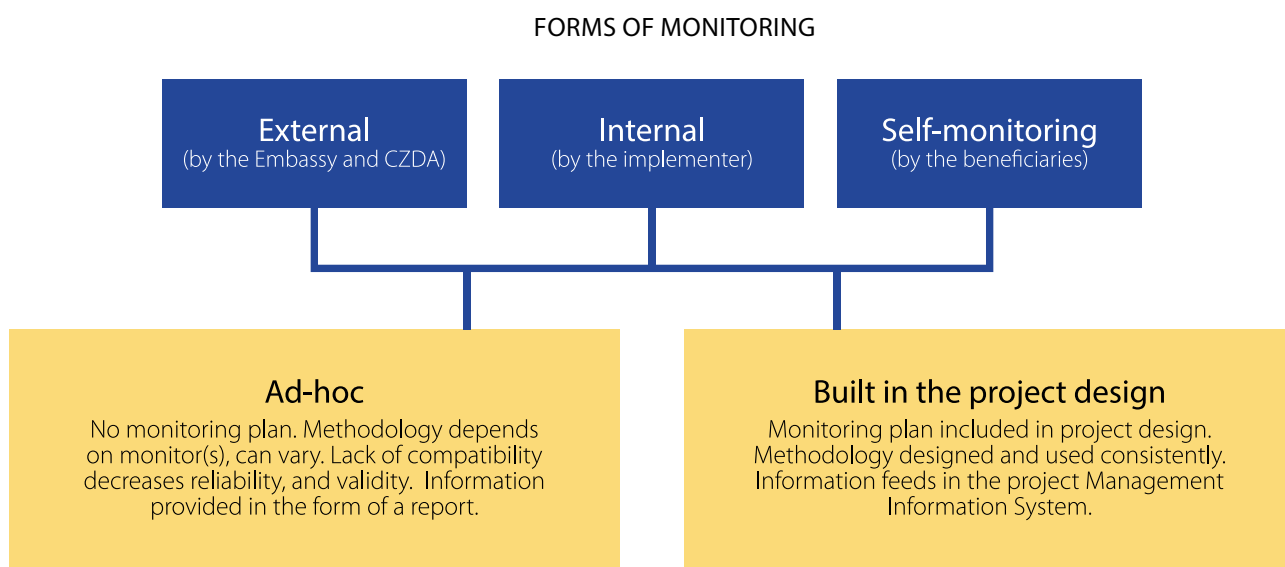 FORMS OF MONITORING
External
(by the Embassy and CZDA)
Internal
(by the implementer)
Self-monitoring
(by the beneficiaries)
Ad-hoc
No monitoring plan. Methodology depends
on monitor(s), can vary. Lack of compatibility
decreases reliability, and validity.  Information
provided in the form of a report.
Built in the project design
Monitoring plan included in project design.
Methodology designed and used consistently.
Information feeds in the project Management
Information System.